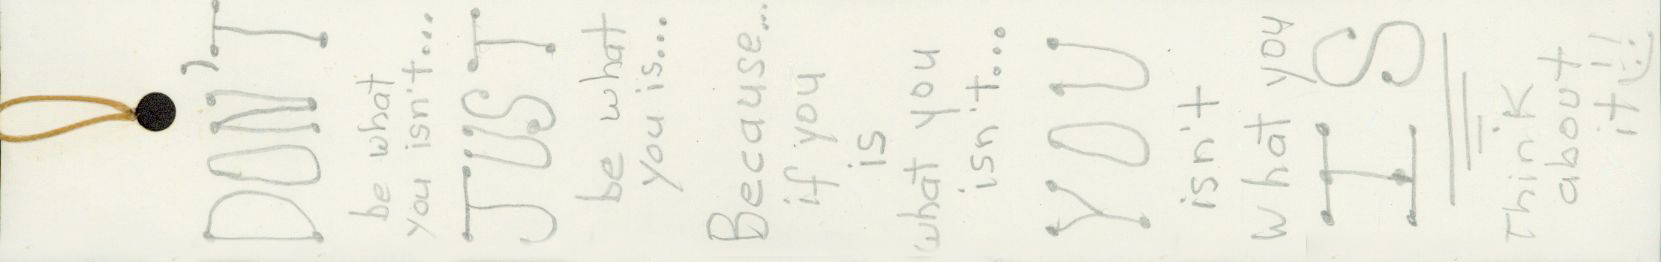 DON'T
be what
you isn't...
JUST
be what
you is....
Because...
if you
is
what you
isn't...
YOU
isn't
what you
IS
Think
about
it!!